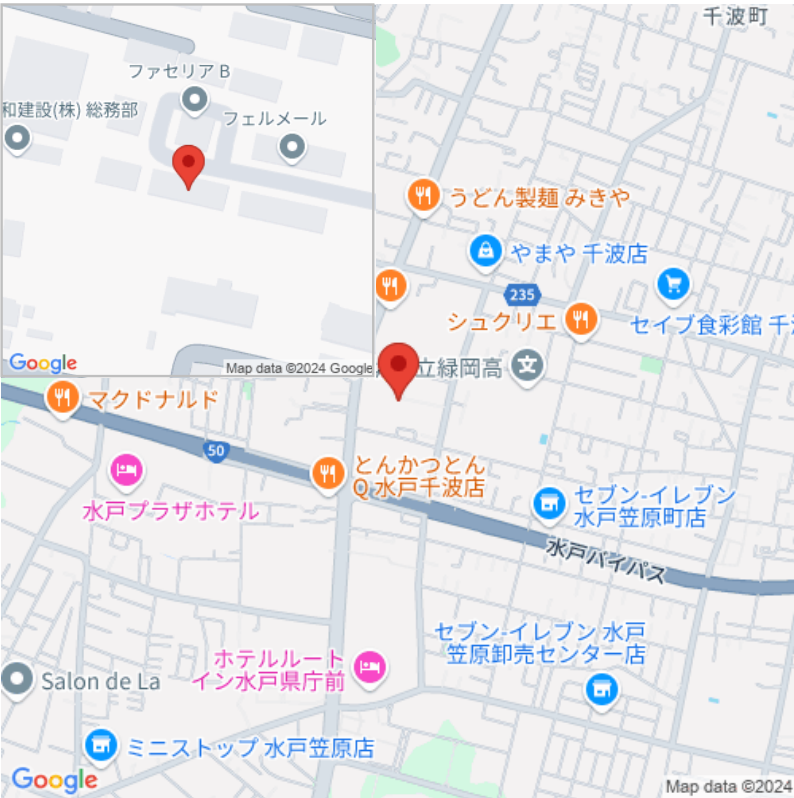 ファセリア B
和建設(株) 総務部
フェルメール
Google
Map data ©2024 Google
千波町
うどん製麺 みきや
やまや 千波店
235
シュクリエ
セイブ食彩館 千
立緑岡高
マクドナルド
50
水戸プラザホテル
とんかつとん
Q 水戸千波店
セブン-イレブン
水戸笠原町店
水戸バイパス
セブン-イレブン 水戸
笠原卸売センター店
ホテルルート
イン水戸県庁前
Salon de La
ミニストップ 水戸笠原店
Google
Map data ©2024